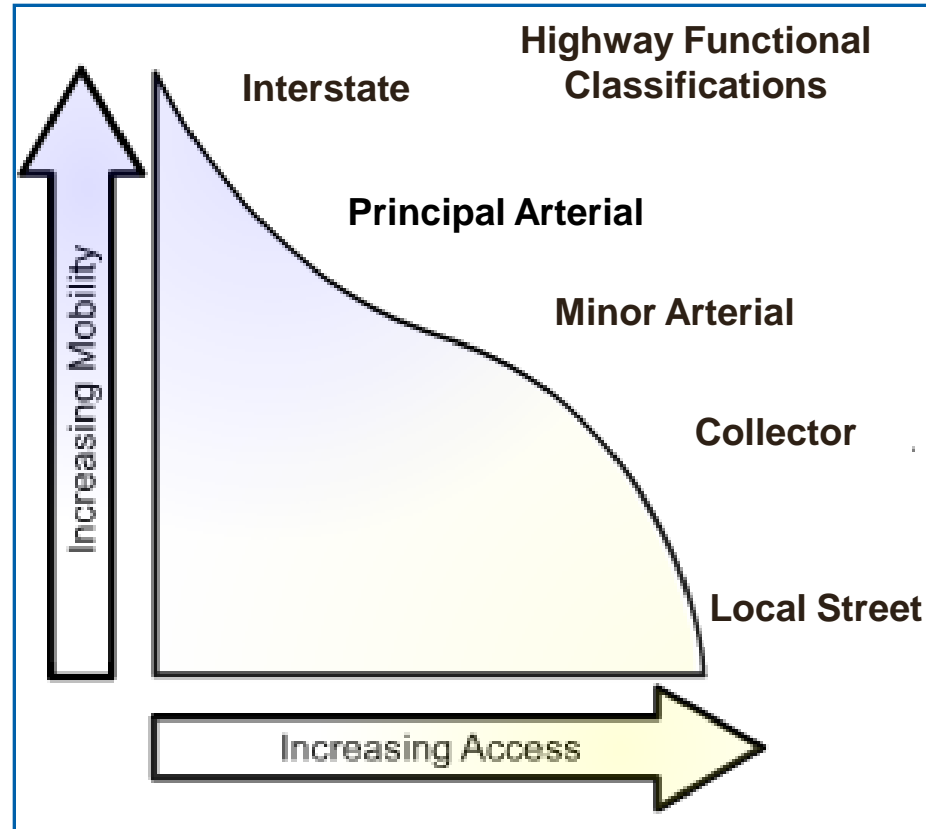 Highway Functional
Classifications
Interstate
Principal Arterial
Minor Arterial
Collector
Local Street
Increasing Mobility
Increasing Access